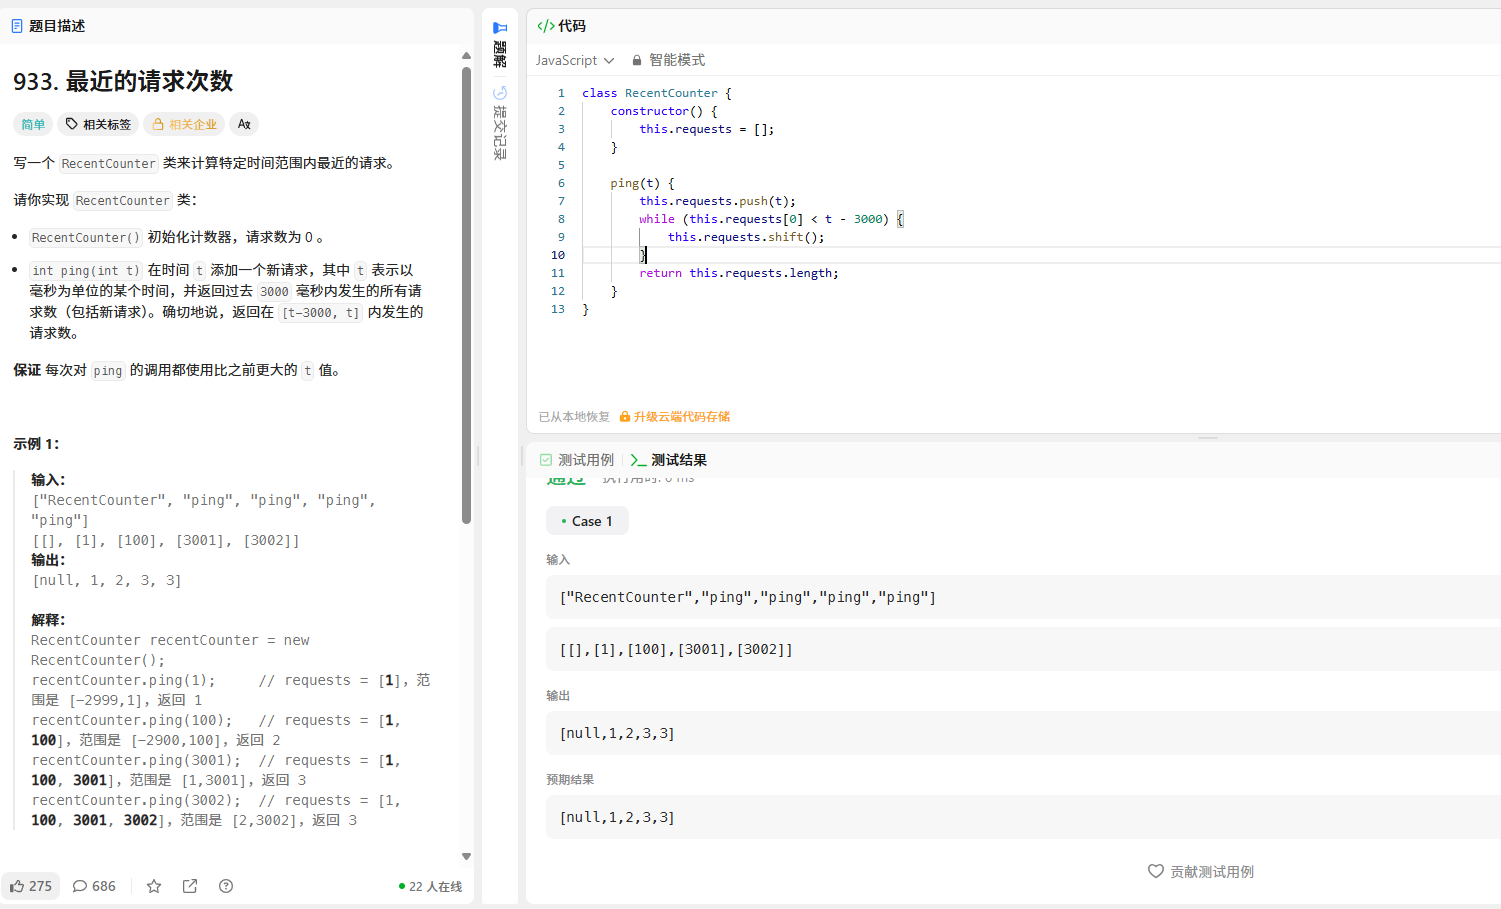 题目描述
933. 最近的请求次数
简单 相关标签 相关企业
写一个 RecentCounter 类来计算特定时间范围内最近的请求。
请你实现 RecentCounter 类：
• RecentCounter() 初始化计数器，请求数为 0 。
• int ping(int t) 在时间 t 添加一个新请求，其中 t 表示以
毫秒为单位的某个时间，并返回过去 3000 毫秒内发生的所有请
求数（包括新请求）。确切地说，返回在 [t-3000, t] 内发生的
请求数。
保证 每次对 ping 的调用都使用比之前更大的 t 值。
示例 1：
输入：
["RecentCounter", "ping", "ping", "ping",
"ping"]
[[], [1], [100], [3001], [3002]]
输出：
[null, 1, 2, 3, 3]
解释：
RecentCounter recentCounter = new
RecentCounter();
recentCounter.ping(1);     // requests = [1]，范
围是 [-2999,1]，返回 1
recentCounter.ping(100);   // requests = [1,
100]，范围是 [-2900,100]，返回 2
recentCounter.ping(3001);  // requests = [1,
100, 3001]，范围是 [1,3001]，返回 3
recentCounter.ping(3002);  // requests = [1,
100, 3001, 3002]，范围是 [2,3002]，返回 3
275 686
22 人在线
题解
提交记录
</> 代码
JavaScript 智能模式
1 class RecentCounter {
2     constructor() {
3         this.requests = [];
4     }
5
6     ping(t) {
7         this.requests.push(t);
8         while (this.requests[0] < t - 3000) {
9             this.requests.shift();
10         }
11         return this.requests.length;
12     }
13 }
已从本地恢复 升级云端代码存储
测试用例 >_ 测试结果
通过 执行用时: 0 ms
• Case 1
输入
["RecentCounter","ping","ping","ping","ping"]
[[],[1],[100],[3001],[3002]]
输出
[null,1,2,3,3]
预期结果
[null,1,2,3,3]
贡献测试用例